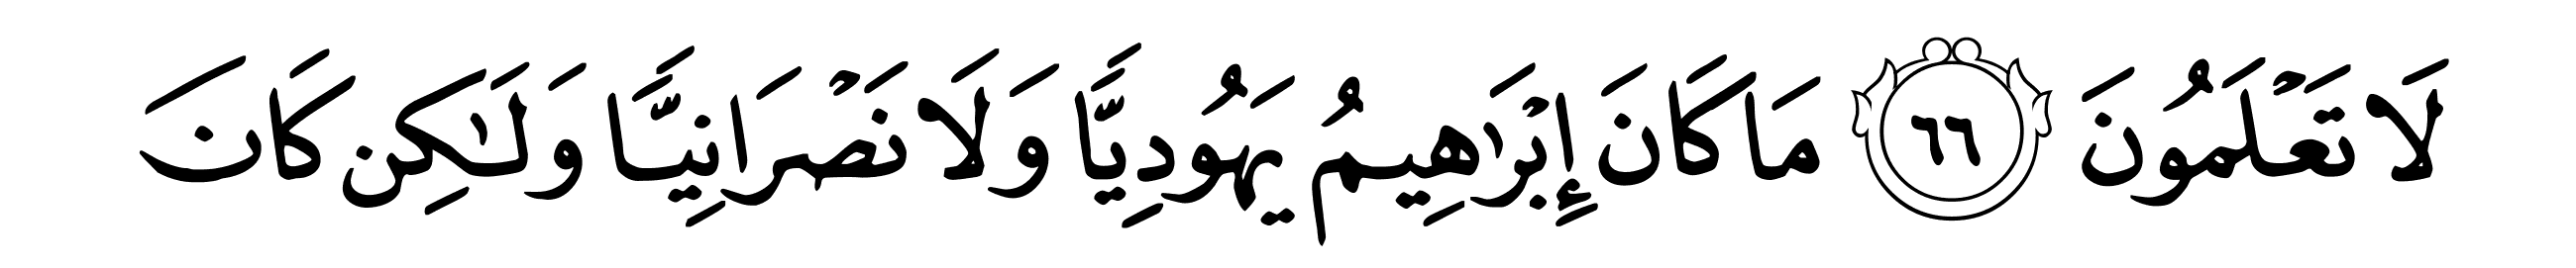 لَا تَعْلَمُونَ ٦٦ مَا كَانَ إِبْرَٰهِيمُ يَهُودِيًّا وَلَا نَصْرَانِيًّا وَلَٰكِن كَانَ